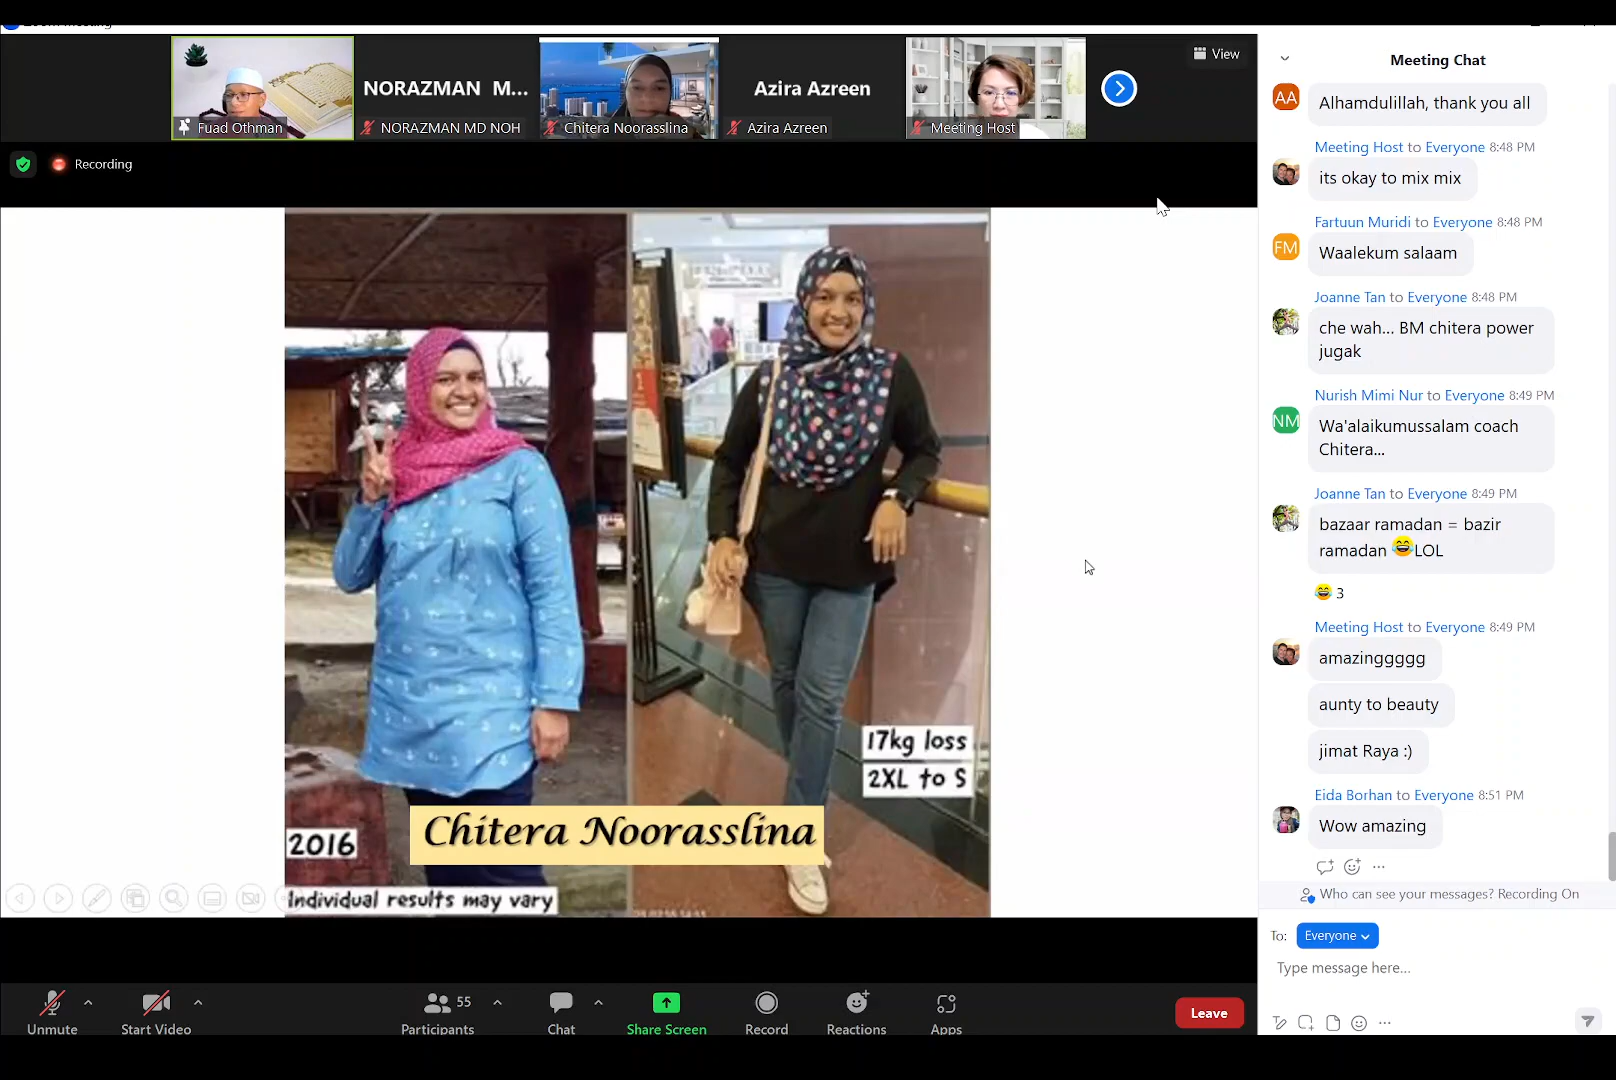 NORAZMAN M...
Azira Azreen
View
Fuad Othman
NORAZMAN MD NOH
Chitera Noorasslina
Azira Azreen
Meeting Host
Recording
17kg loss
2XL to S
Chitera Noorasslina
2016
Individual results may vary
Unmute
Start Video
55
Participants
Chat
Share Screen
Record
Reactions
Apps
Leave
Meeting Chat
AA
Alhamdulillah, thank you all
Meeting Host to Everyone 8:48 PM
its okay to mix mix
Fartuun Muridi to Everyone 8:48 PM
FM
Waalekum salaam
Joanne Tan to Everyone 8:48 PM
che wah... BM chitera power
jugak
Nurish Mimi Nur to Everyone 8:49 PM
NM
Wa'alaikumussalam coach
Chitera...
Joanne Tan to Everyone 8:49 PM
bazaar ramadan = bazir
ramadan 😂LOL
😂 3
Meeting Host to Everyone 8:49 PM
amazinggggg
aunty to beauty
jimat Raya :)
Eida Borhan to Everyone 8:51 PM
Wow amazing
Who can see your messages? Recording On
To: Everyone
Type message here...